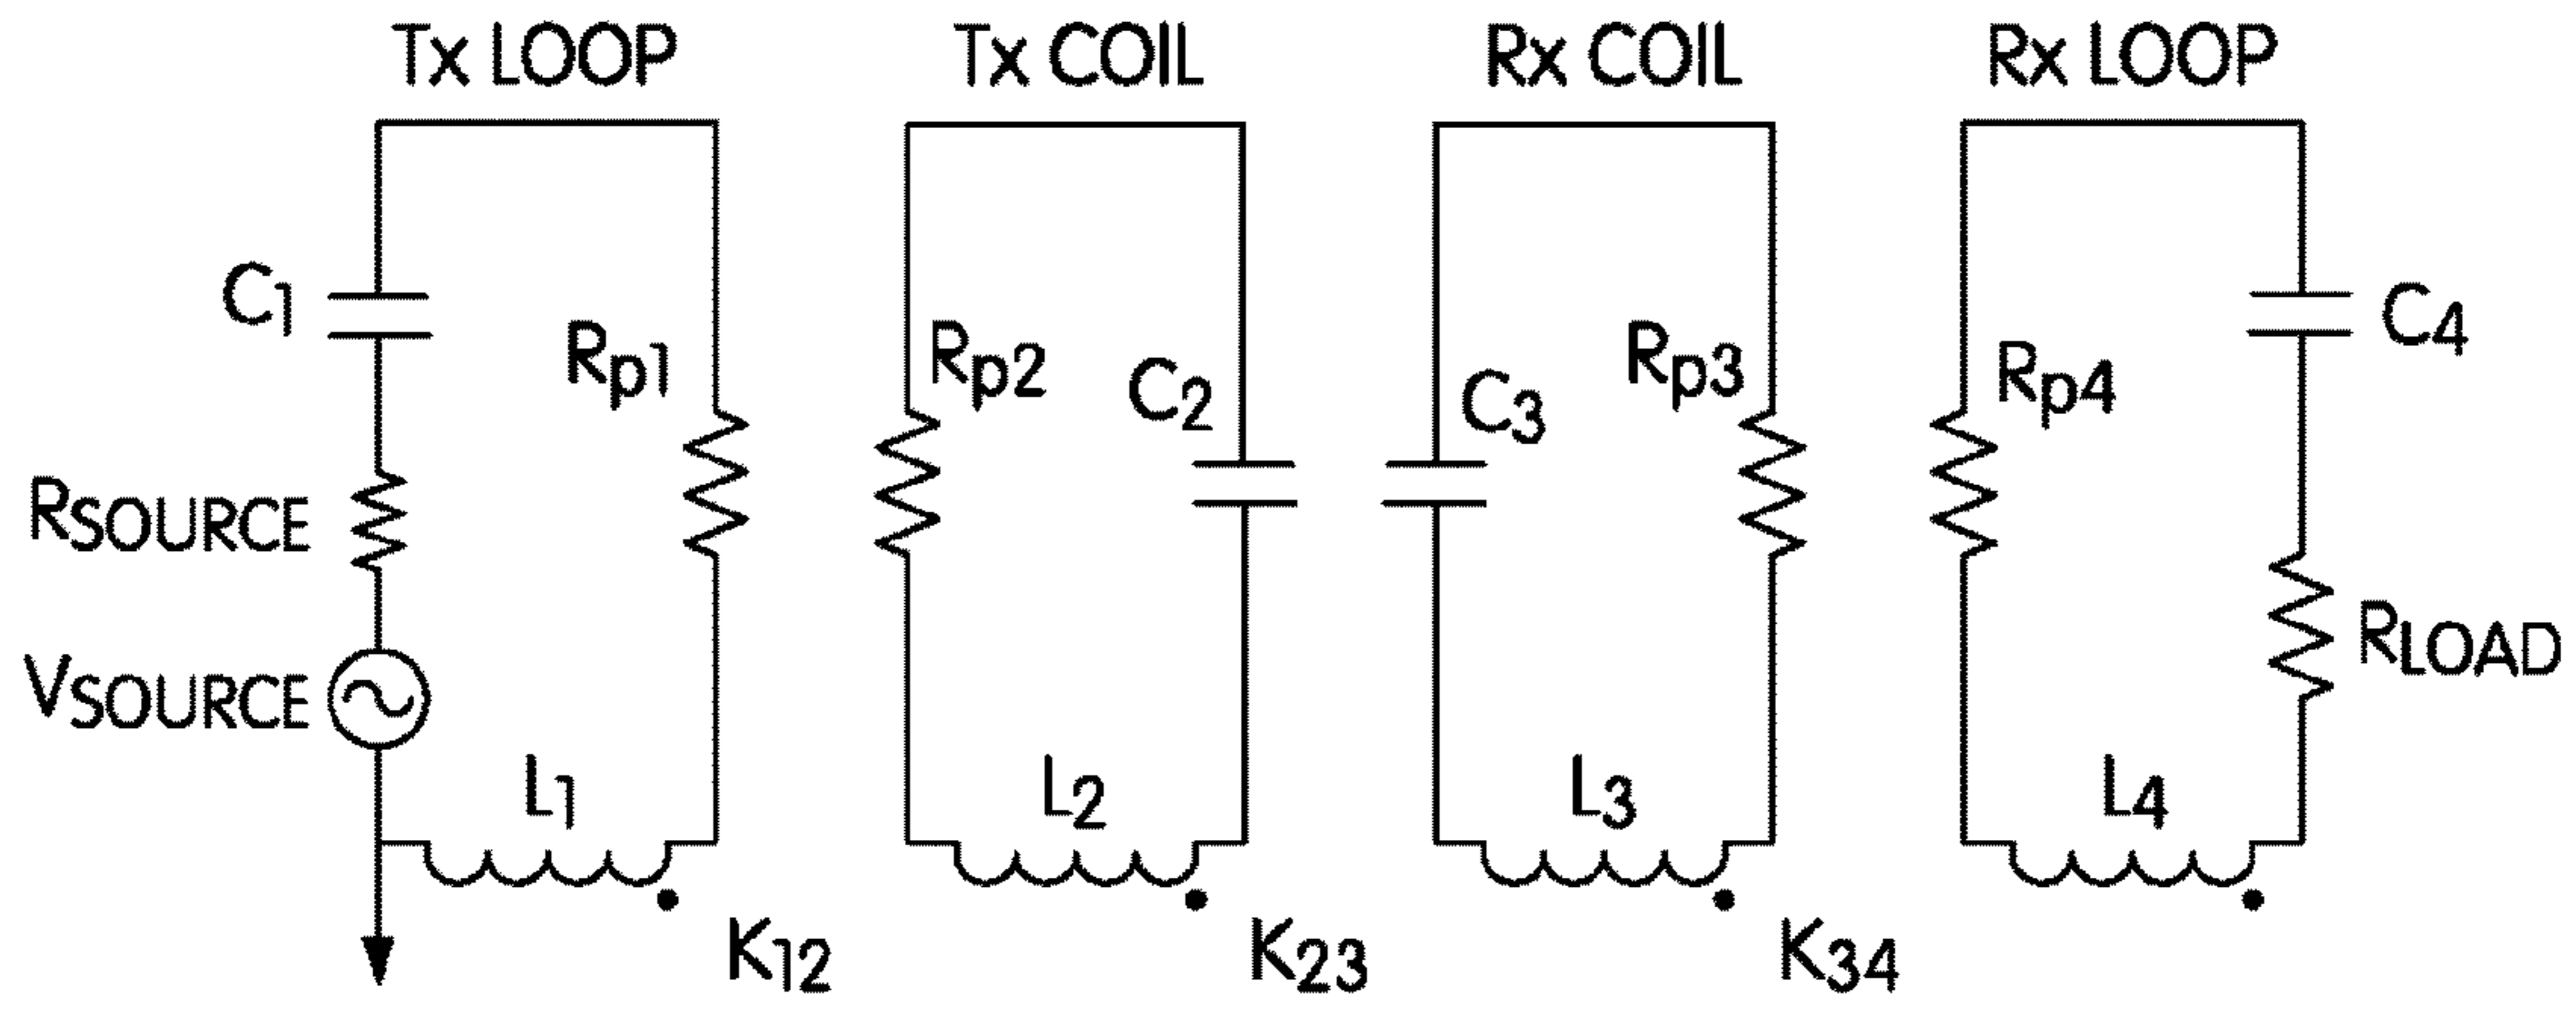 Tx LOOP
Tx COIL
Rx COIL
Rx LOOP
C1
Rp1
RSOURCE
VSOURCE
L1
K12
Rp2
C2
L2
K23
C3
Rp3
L3
K34
Rp4
C4
RLOAD
L4